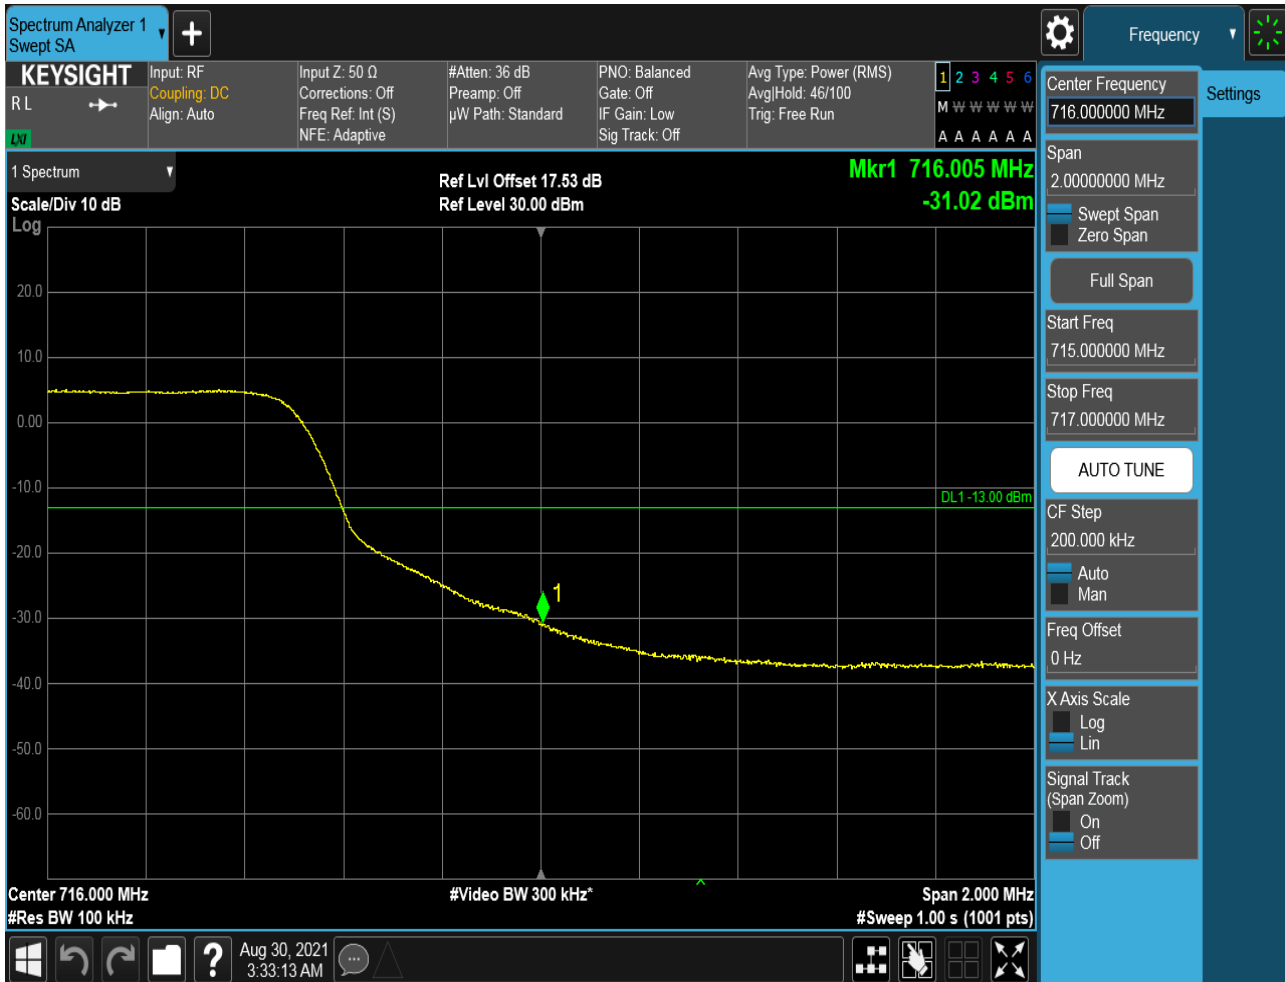 Spectrum Analyzer 1
Swept SA
Frequency
KEYSIGHT
R L
LXI
Input: RF
Coupling: DC
Align: Auto
Input Z: 50 Ω
Corrections: Off
Freq Ref: Int (S)
NFE: Adaptive
#Atten: 36 dB
Preamp: Off
µW Path: Standard
PNO: Balanced
Gate: Off
IF Gain: Low
Sig Track: Off
Avg Type: Power (RMS)
Avg|Hold: 46/100
Trig: Free Run
1 2 3 4 5 6
M W W W W W
A A A A A A
1 Spectrum
Scale/Div 10 dB
Log
Ref Lvl Offset 17.53 dB
Ref Level 30.00 dBm
Mkr1 716.005 MHz
-31.02 dBm
20.0
10.0
0.00
-10.0
DL1 -13.00 dBm
-20.0
1
-30.0
-40.0
-50.0
-60.0
Center 716.000 MHz
#Video BW 300 kHz*
Span 2.000 MHz
#Res BW 100 kHz
#Sweep 1.00 s (1001 pts)
Center Frequency
716.000000 MHz
Settings
Span
2.00000000 MHz
Swept Span
Zero Span
Full Span
Start Freq
715.000000 MHz
Stop Freq
717.000000 MHz
AUTO TUNE
CF Step
200.000 kHz
Auto
Man
Freq Offset
0 Hz
X Axis Scale
Log
Lin
Signal Track
(Span Zoom)
On
Off
?
Aug 30, 2021
3:33:13 AM